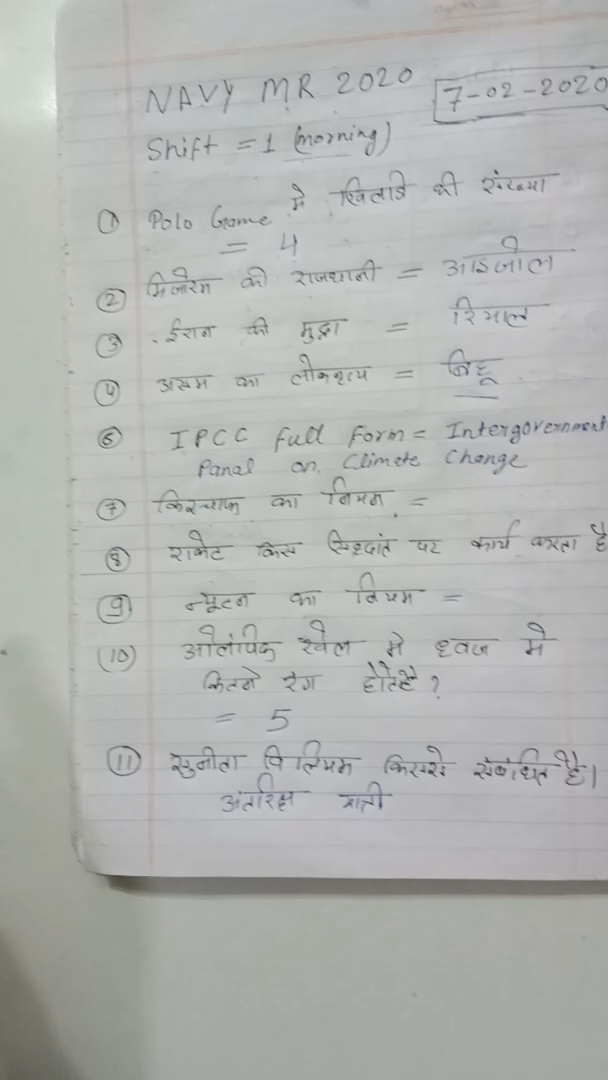 NAVY MR 2020
7-02-2020
Shift = 1 (morning)
① Polo Game में खिलाडि की संख्या
= 4
② मिजोरम की राजधानी = आइजोल
③ . ईरान की मुद्रा = रियाल
④ असम का लोकनृत्य = बिहू
⑥ IPCC Full Form = Intergovernment
Panal on. Climete Change
⑦ किरचाफ का नियम =
⑧ राकेट किस सिध्दांत पर कार्य करता है
⑨ न्यूटन का नियम =
(10) ओलंपिक खेल मे ध्वज मे
कितने रंग होतेहै ?
= 5
⑪ सुनीता विलियम किससे संबंधित है।
अंतरिक्ष यात्री